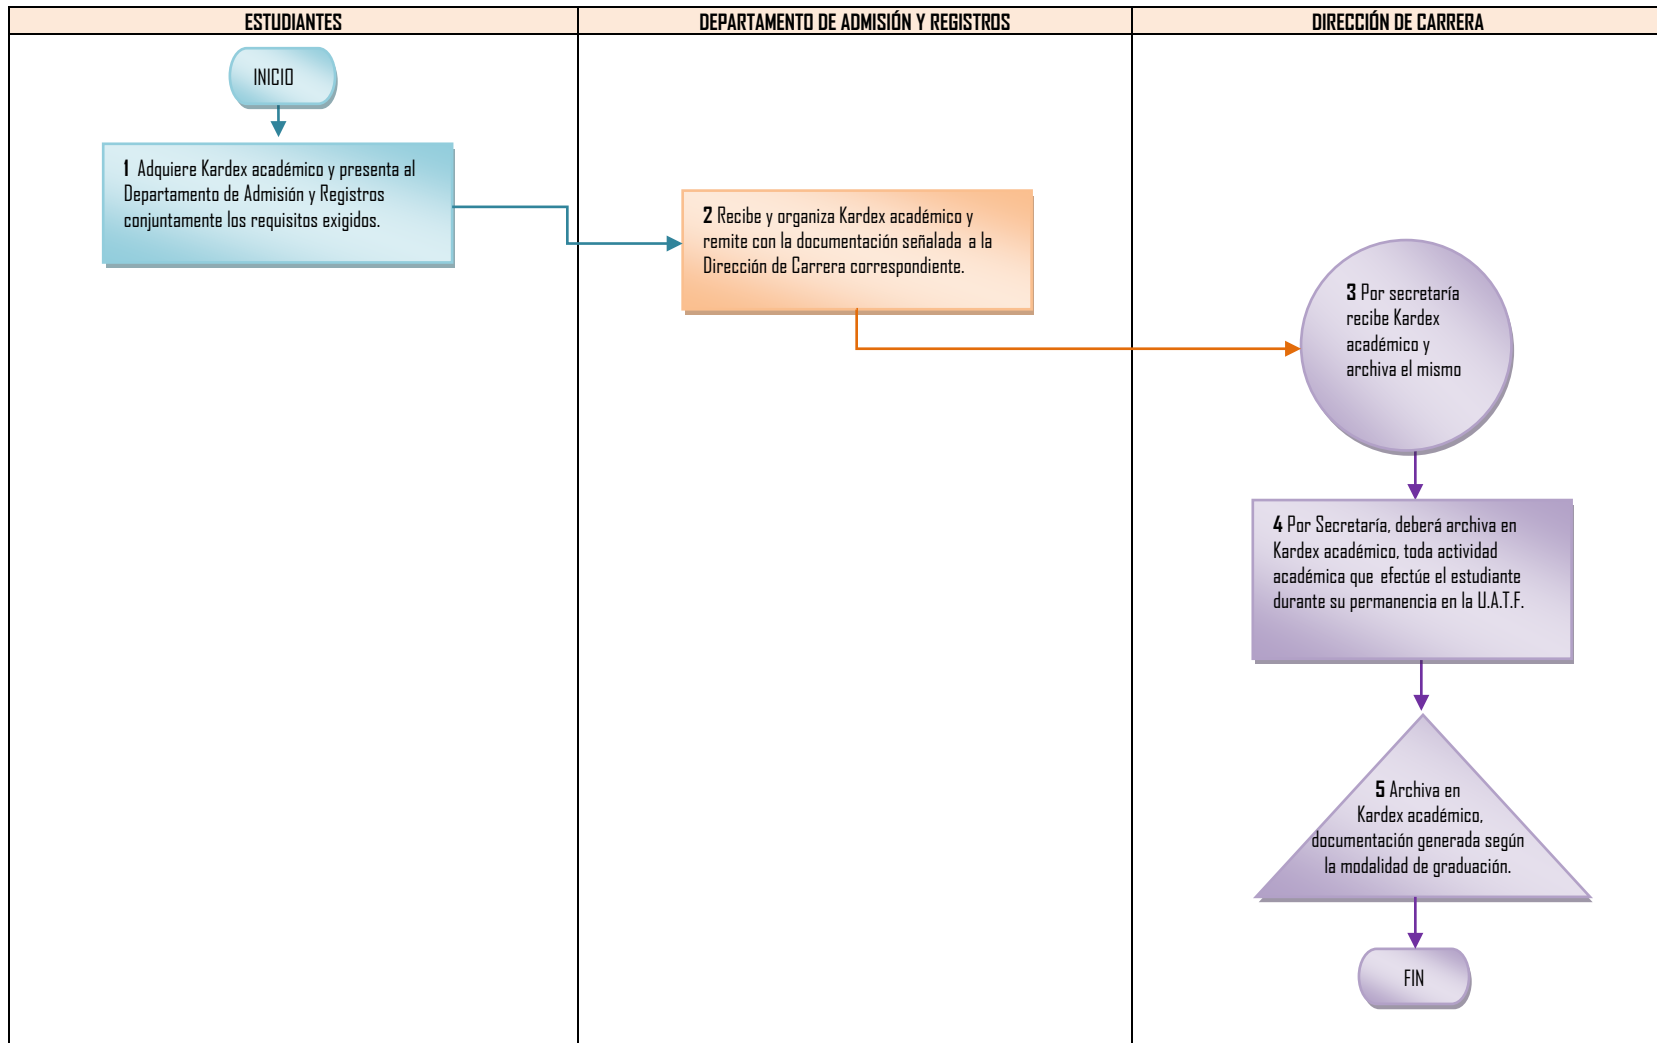 ESTUDIANTES
DEPARTAMENTO DE ADMISIÓN Y REGISTROS
DIRECCIÓN DE CARRERA
INICIO
1 Adquiere Kardex académico y presenta al
Departamento de Admisión y Registros
conjuntamente los requisitos exigidos.
2 Recibe y organiza Kardex académico y
remite con la documentación señalada a la
Dirección de Carrera correspondiente.
3 Por secretaría
recibe Kardex
académico y
archiva el mismo
4 Por Secretaría, deberá archiva en
Kardex académico, toda actividad
académica que efectúe el estudiante
durante su permanencia en la U.A.T.F.
5 Archiva en
Kardex académico,
documentación generada según
la modalidad de graduación.
FIN